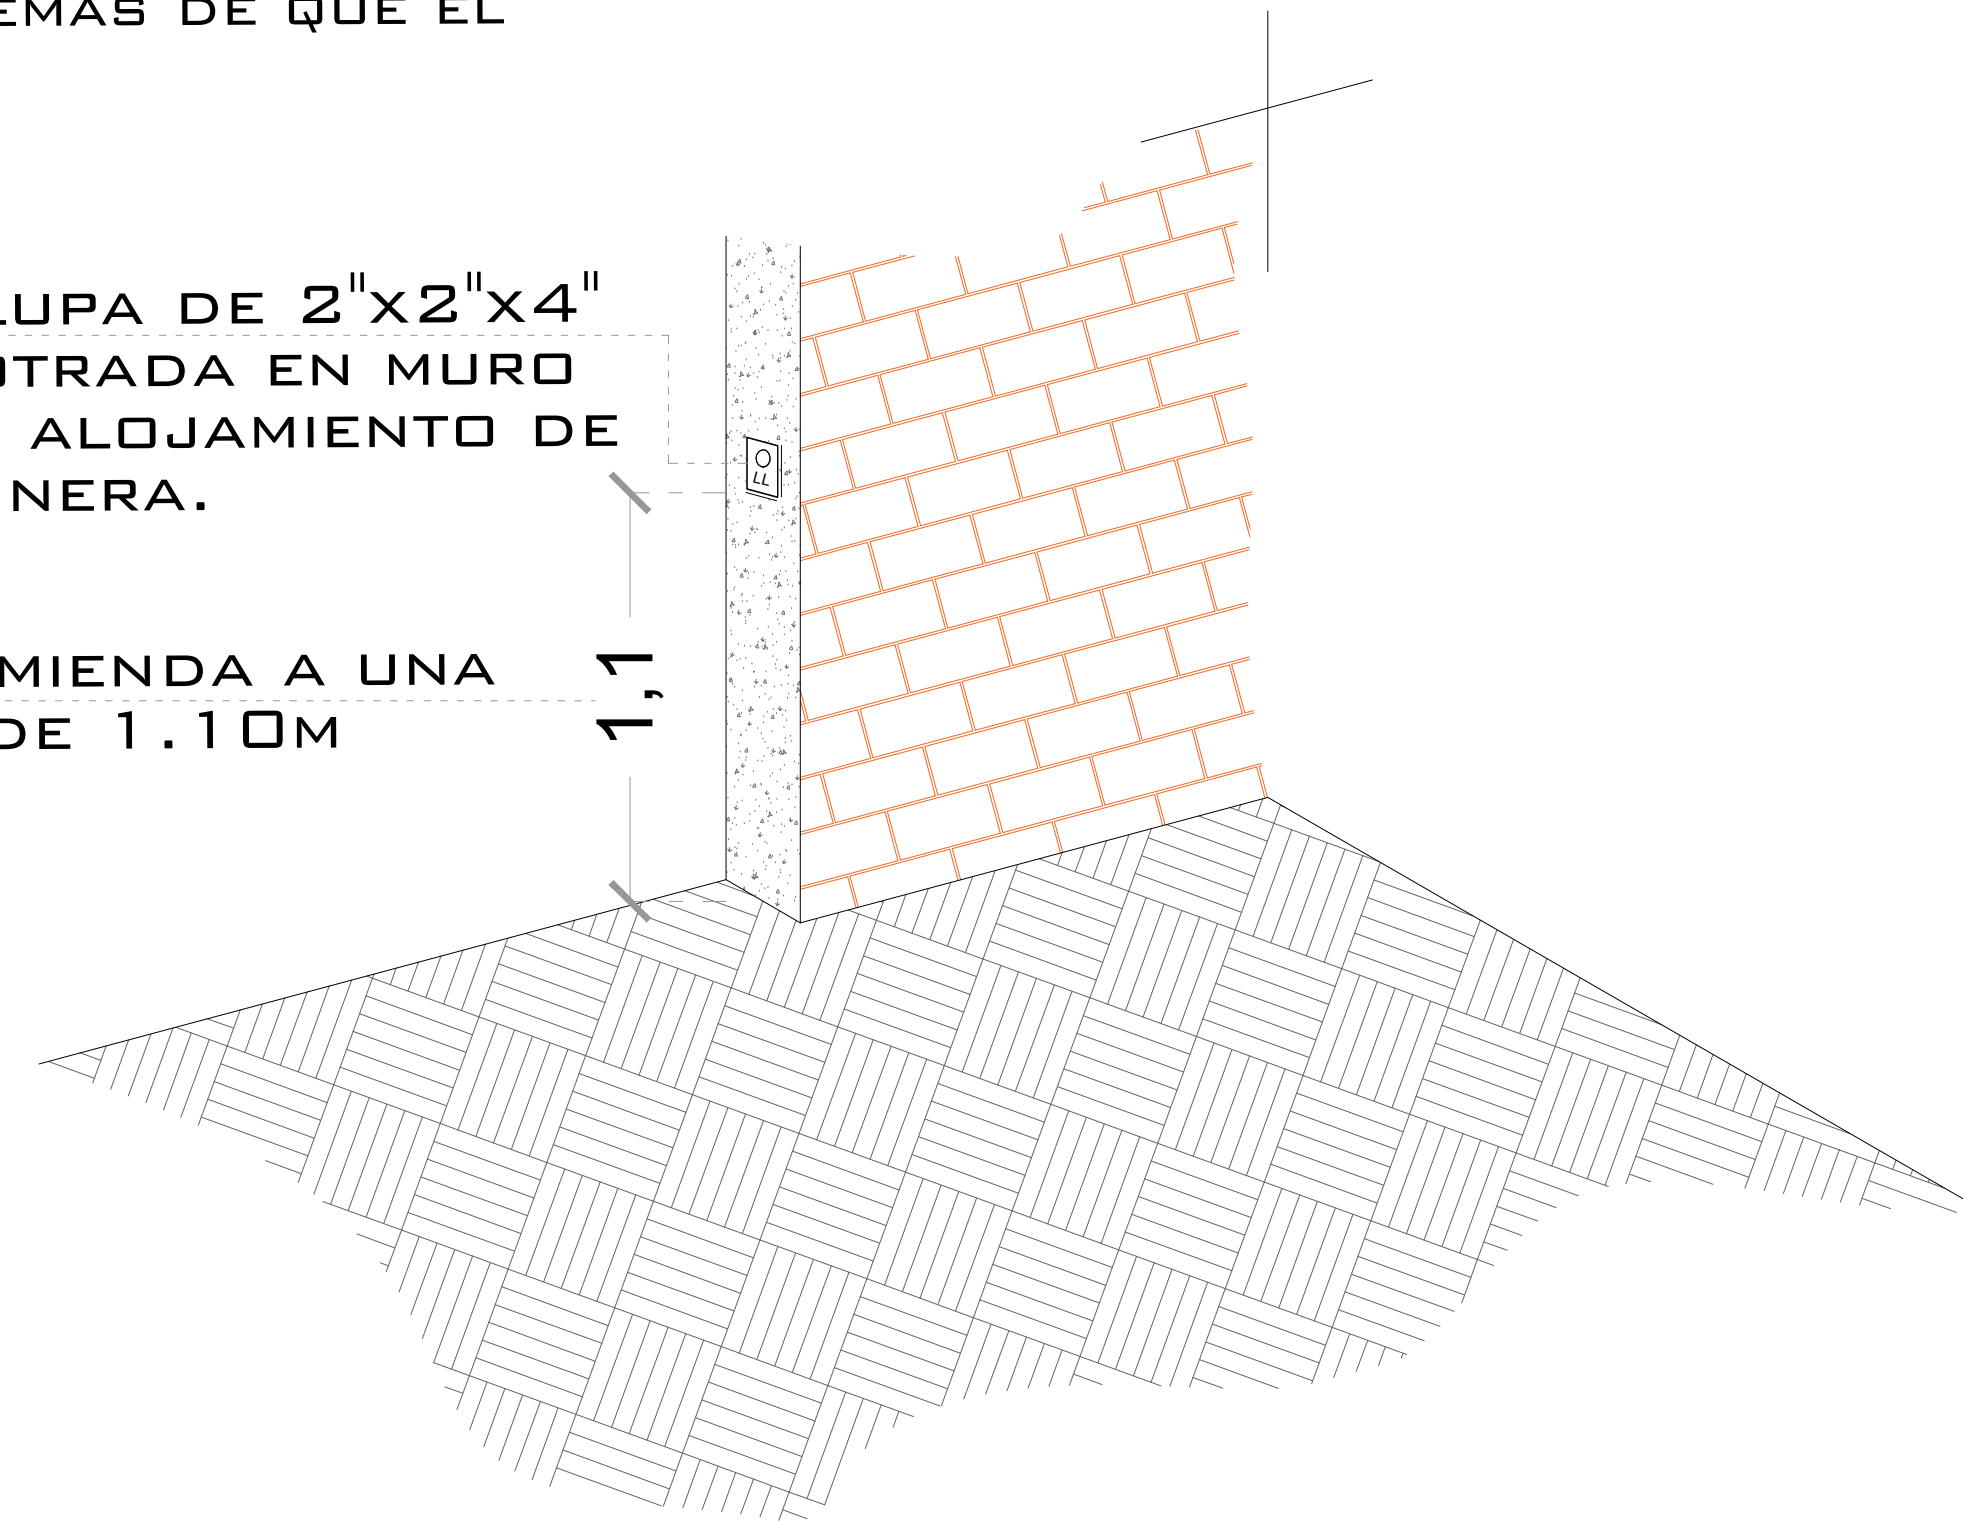 EMAS DE QUE EL
LUPA DE 2"X2"X4"
OTRADA EN MURO
ALOJAMIENTO DE
NERA.
MIENDA A UNA
DE 1.10M
1,1
LL